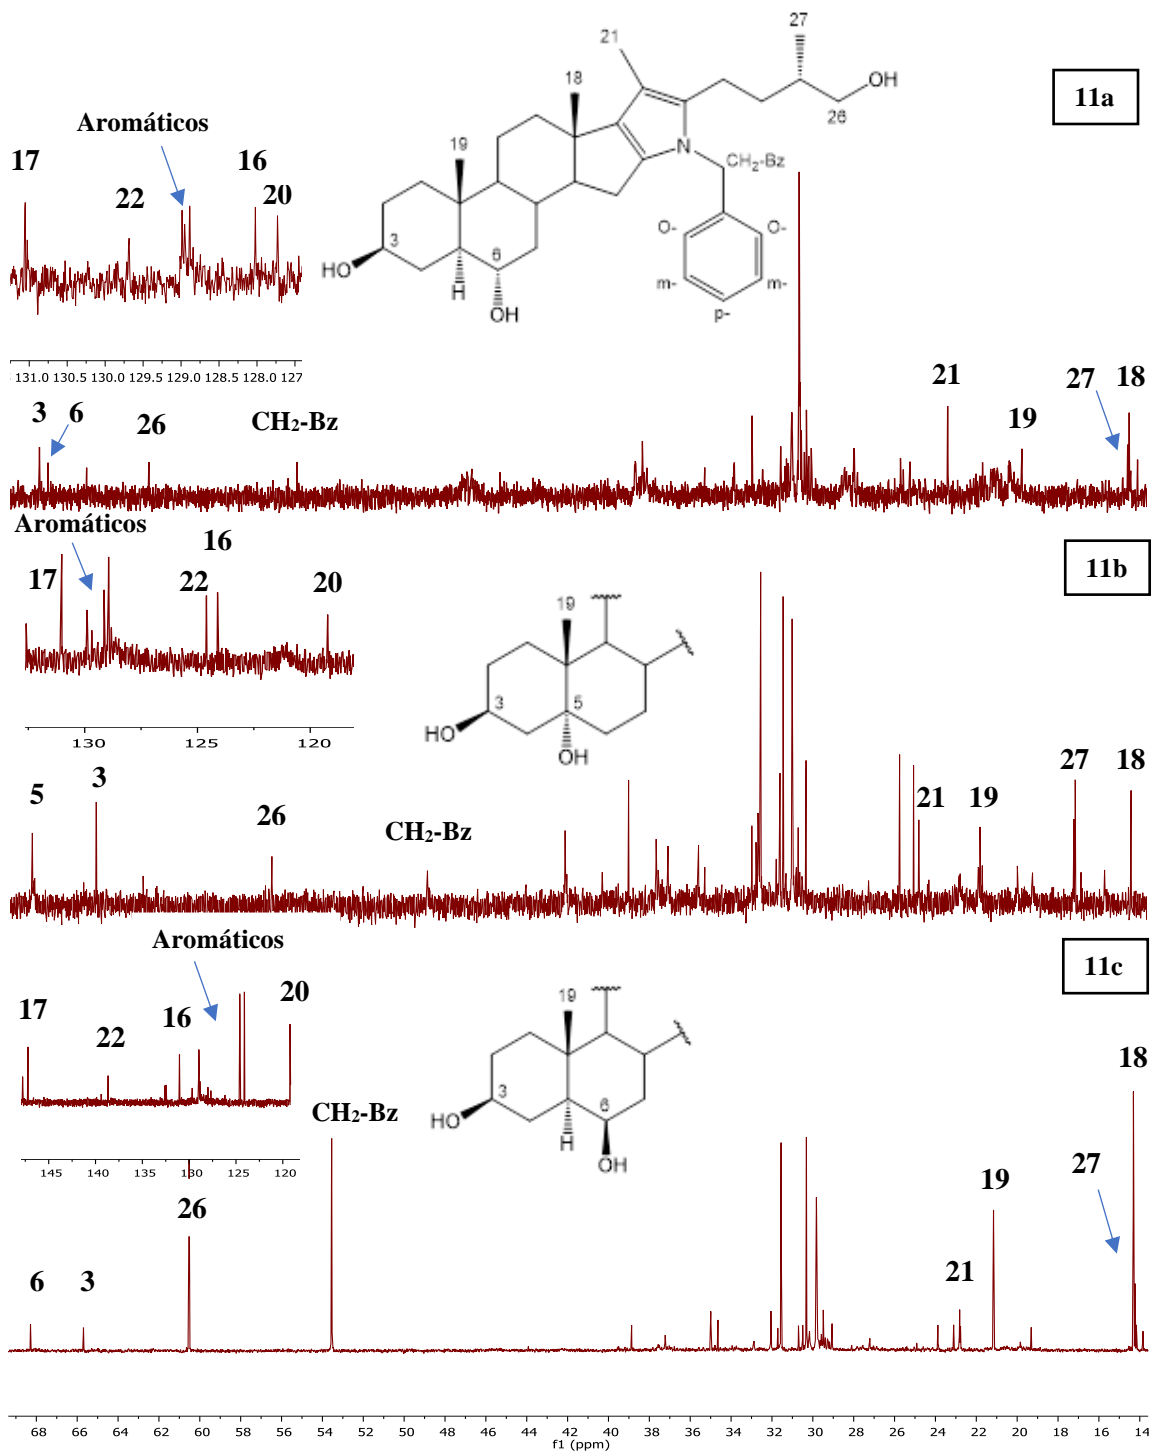 27
21
OH
11a
18
26
Aromáticos
17
16
19
N
CH2-Bz
22
20
O-
O-
3
6
HO
m-
m-
H
OH
p-
131.0 130.5 130.0 129.5 129.0 128.5 128.0 127
21
27
18
3
6
26
CH2-Bz
19
Aromáticos
16
11b
17
22
20
19
3
5
HO
OH
130
125
120
5
3
26
CH2-Bz
21
19
27
18
Aromáticos
11c
17
22
16
20
19
18
3
6
HO
H
OH
CH2-Bz
145 140 135 130 125 120
26
27
19
6
3
21
68 66 64 62 60 58 56 54 52 50 48 46 44 42 40 38 36 34 32 30 28 26 24 22 20 18 16 14
f1 (ppm)